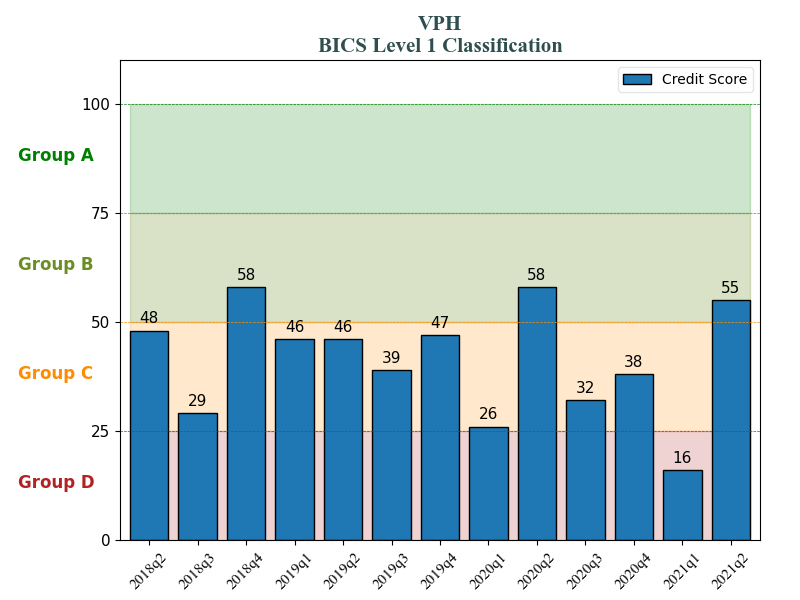 VPH
BICS Level 1 Classification
Credit Score
100
Group A
75
Group B
58
58
55
50
48
46
46
47
39
38
Group C
32
29
26
25
16
Group D
0
2018q2
2018q3
2018q4
2019q1
2019q2
2019q3
2019q4
2020q1
2020q2
2020q3
2020q4
2021q1
2021q2